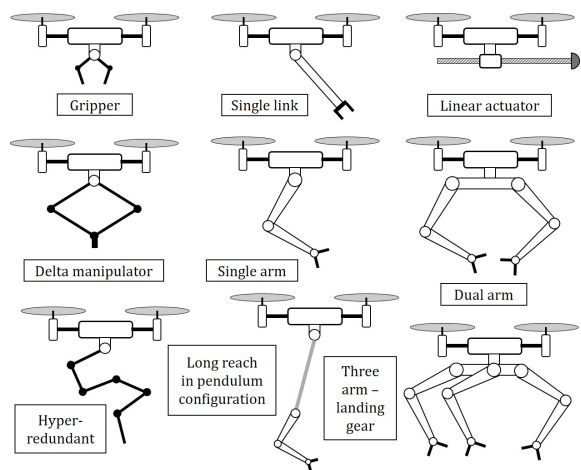 Gripper
Single link
Linear actuator
Delta manipulator
Single arm
Dual arm
Hyper-
redundant
Long reach
in pendulum
configuration
Three
arm –
landing
gear